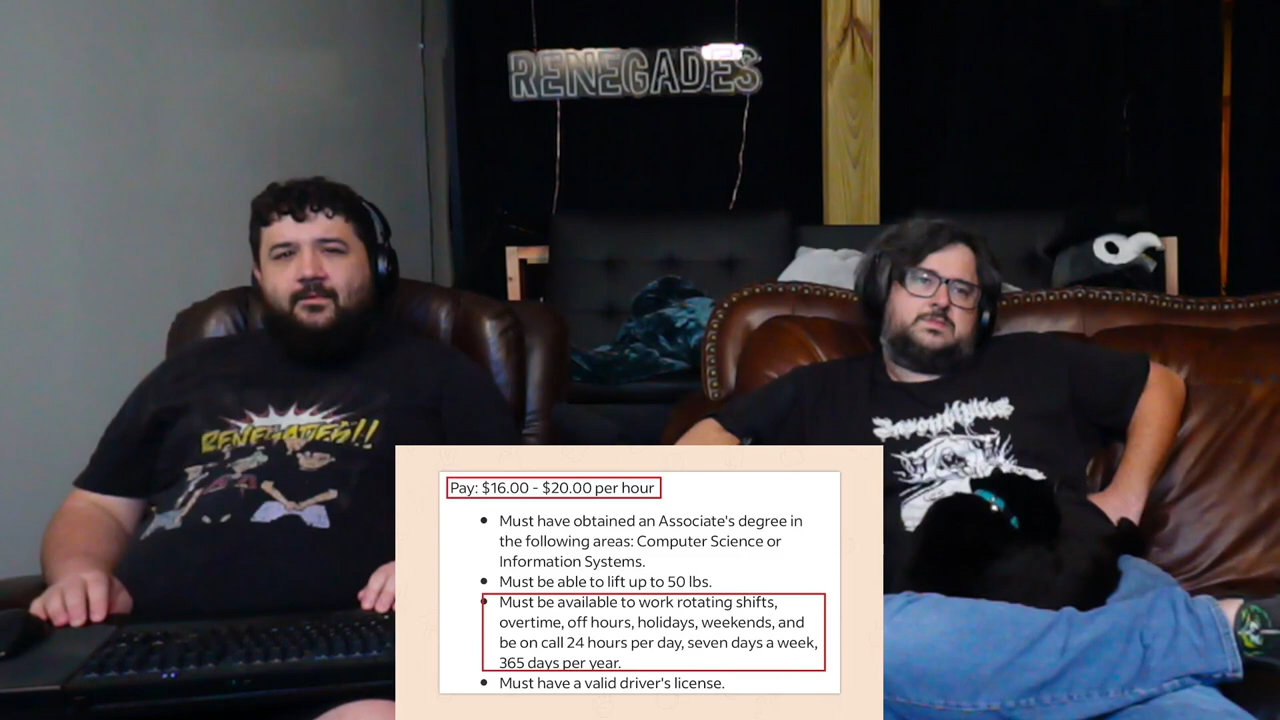 RENEGADES
RENEGADES!!
Pay: $16.00 - $20.00 per hour
Must have obtained an Associate's degree in
the following areas: Computer Science or
Information Systems.
Must be able to lift up to 50 lbs.
Must be available to work rotating shifts,
overtime, off hours, holidays, weekends, and
be on call 24 hours per day, seven days a week,
365 days per year.
Must have a valid driver's license.